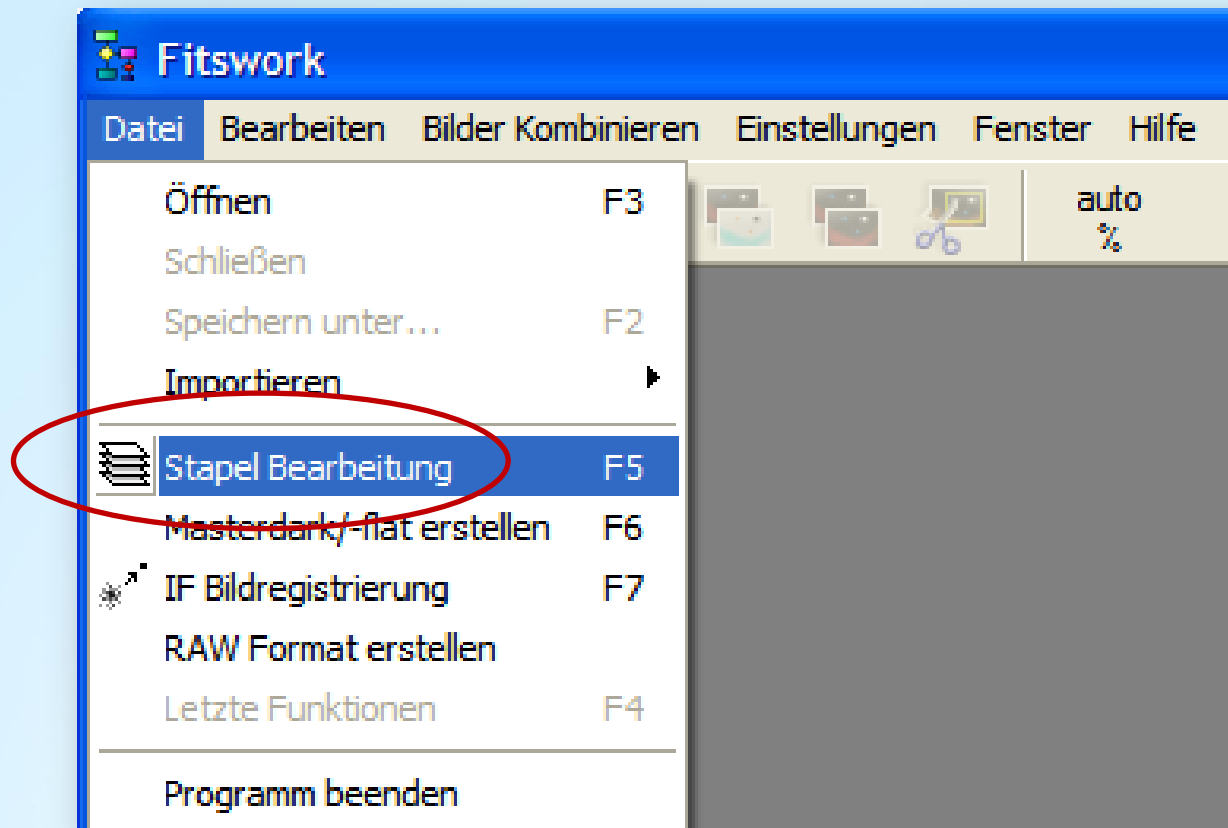 Fitswork
Datei Bearbeiten Bilder Kombinieren Einstellungen Fenster Hilfe
auto
%
Öffnen F3
Schließen
Speichern unter... F2
Importieren
Stapel Bearbeitung F5
Masterdark/-flat erstellen F6
IF Bildregistrierung F7
RAW Format erstellen
Letzte Funktionen F4
Programm beenden